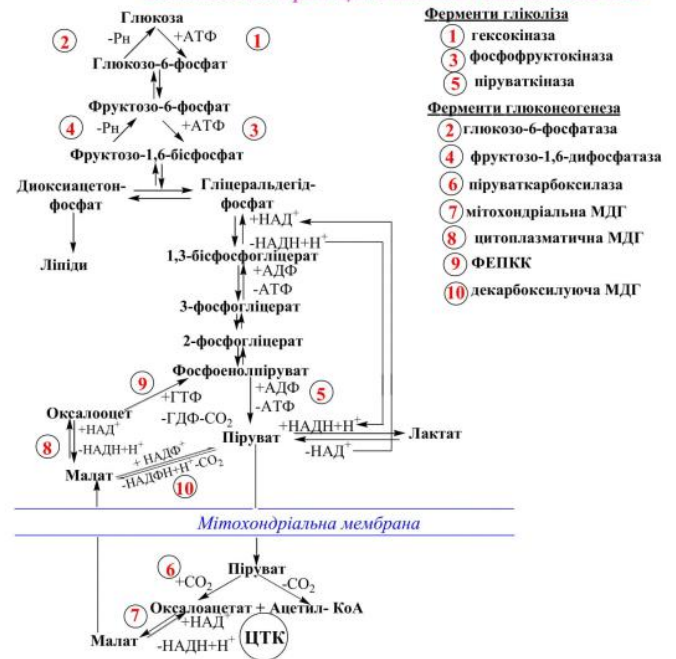 Глюкоза
2 -Рн +АТФ 1
Глюкозо-6-фосфат
Фруктозо-6-фосфат
4 -Рн +АТФ 3
Фруктозо-1,6-бісфосфат
Диоксиацетон-
фосфат
Гліцеральдегід-
фосфат
+НАД⁺
-НАДН+Н⁺
Ліпіди
1,3-бісфосфогліцерат
+АДФ
-АТФ
3-фосфогліцерат
2-фосфогліцерат
Фосфоенолпіруват
9
+ГТФ
-ГДФ-CO₂
+АДФ
-АТФ
5
Оксалооцет
+НАД⁺
-НАДН+Н⁺
8
Піруват
+НАДН+Н⁺
-НАД⁺
Лактат
Малат
+ НАДФ⁺
-НАДФН+Н⁺-CO₂
10
Мітохондріальна мембрана
6
Піруват
+CO₂ -CO₂
Оксалоацетат + Ацетил- КоА
7
+НАД⁺
-НАДН+Н⁺
Малат
ЦТК
Ферменти гліколіза
1 гексокіназа
3 фосфофруктокіназа
5 піруваткіназа
Ферменти глюконеогенеза
2 глюкозо-6-фосфатаза
4 фруктозо-1,6-дифосфатаза
6 піруваткарбоксилаза
7 мітохондріальна МДГ
8 цитоплазматична МДГ
9 ФЕПКК
10 декарбоксилуюча МДГ